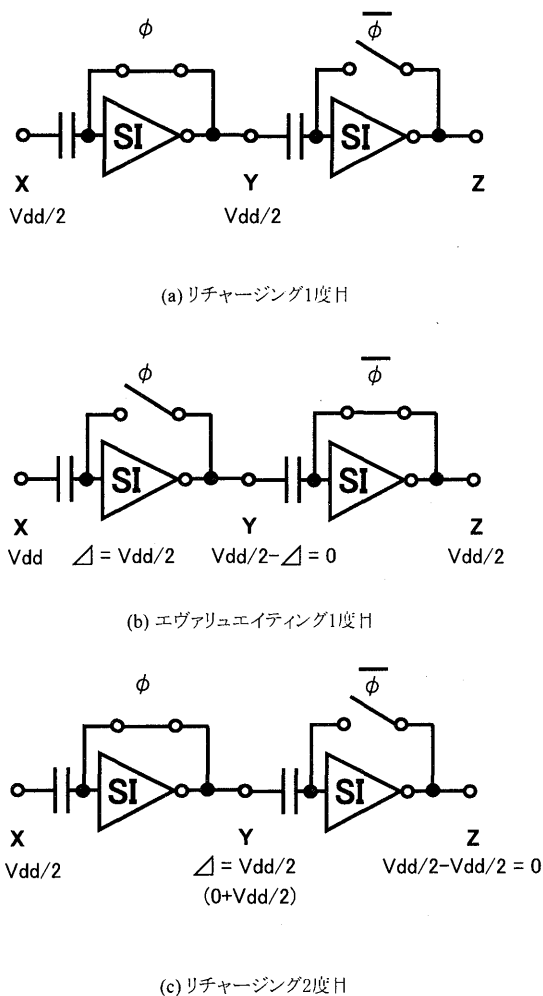 φ φ̅
SI SI
X Y Z
Vdd/2 Vdd/2
(a) リチャージング1度目
φ φ̅
SI SI
X Y Z
Vdd ⊿ = Vdd/2 Vdd/2-⊿ = 0 Vdd/2
(b) エヴァリュエイティング1度目
φ φ̅
SI SI
X Y Z
Vdd/2 ⊿ = Vdd/2 Vdd/2-Vdd/2 = 0
(0+Vdd/2)
(c) リチャージング2度目